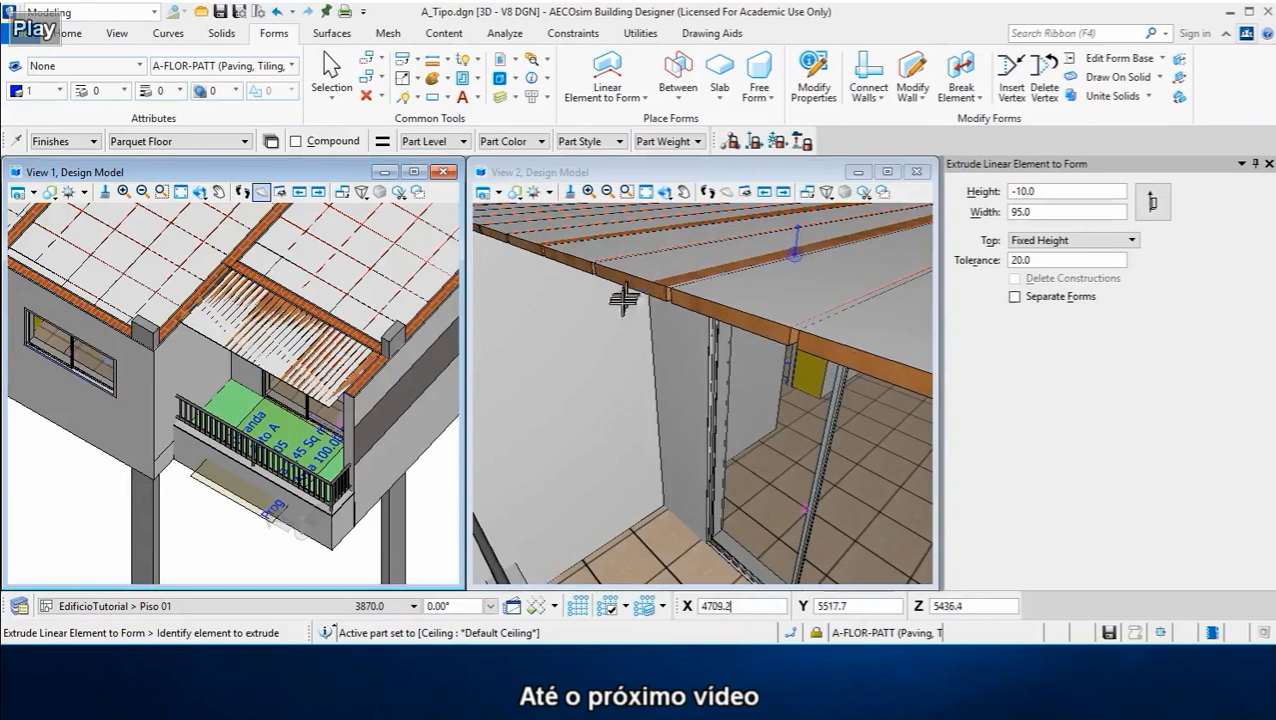 Play
Modeling
A_Tipo.dgn [3D - V8 DGN] - AECOsim Building Designer (Licensed For Academic Use Only)
Home View Curves Solids Forms Surfaces Mesh Content Analyze Constraints Utilities Drawing Aids
Search Ribbon (F4) Sign in
None A-FLOR-PATT (Paving, Tiling,
1 0 0 0 0
Attributes
Selection
Common Tools
Linear Element to Form
Between
Slab
Free Form
Place Forms
Modify Properties
Connect Walls
Modify Wall
Break Element
Insert Vertex
Delete Vertex
Edit Form Base
Draw On Solid
Unite Solids
Modify Forms
Finishes Parquet Floor Compound Part Level Part Color Part Style Part Weight
View 1, Design Model
View 2, Design Model
Extrude Linear Element to Form
Height: -10.0
Width: 95.0
Top: Fixed Height
Tolerance: 20.0
Delete Constructions
Separate Forms
EdificioTutorial > Piso 01 3870.0 0.00° X 4709.2 Y 5517.7 Z 5436.4
Extrude Linear Element to Form > Identify element to extrude Active part set to [Ceiling : *Default Ceiling*] A-FLOR-PATT (Paving, T
Até o próximo vídeo